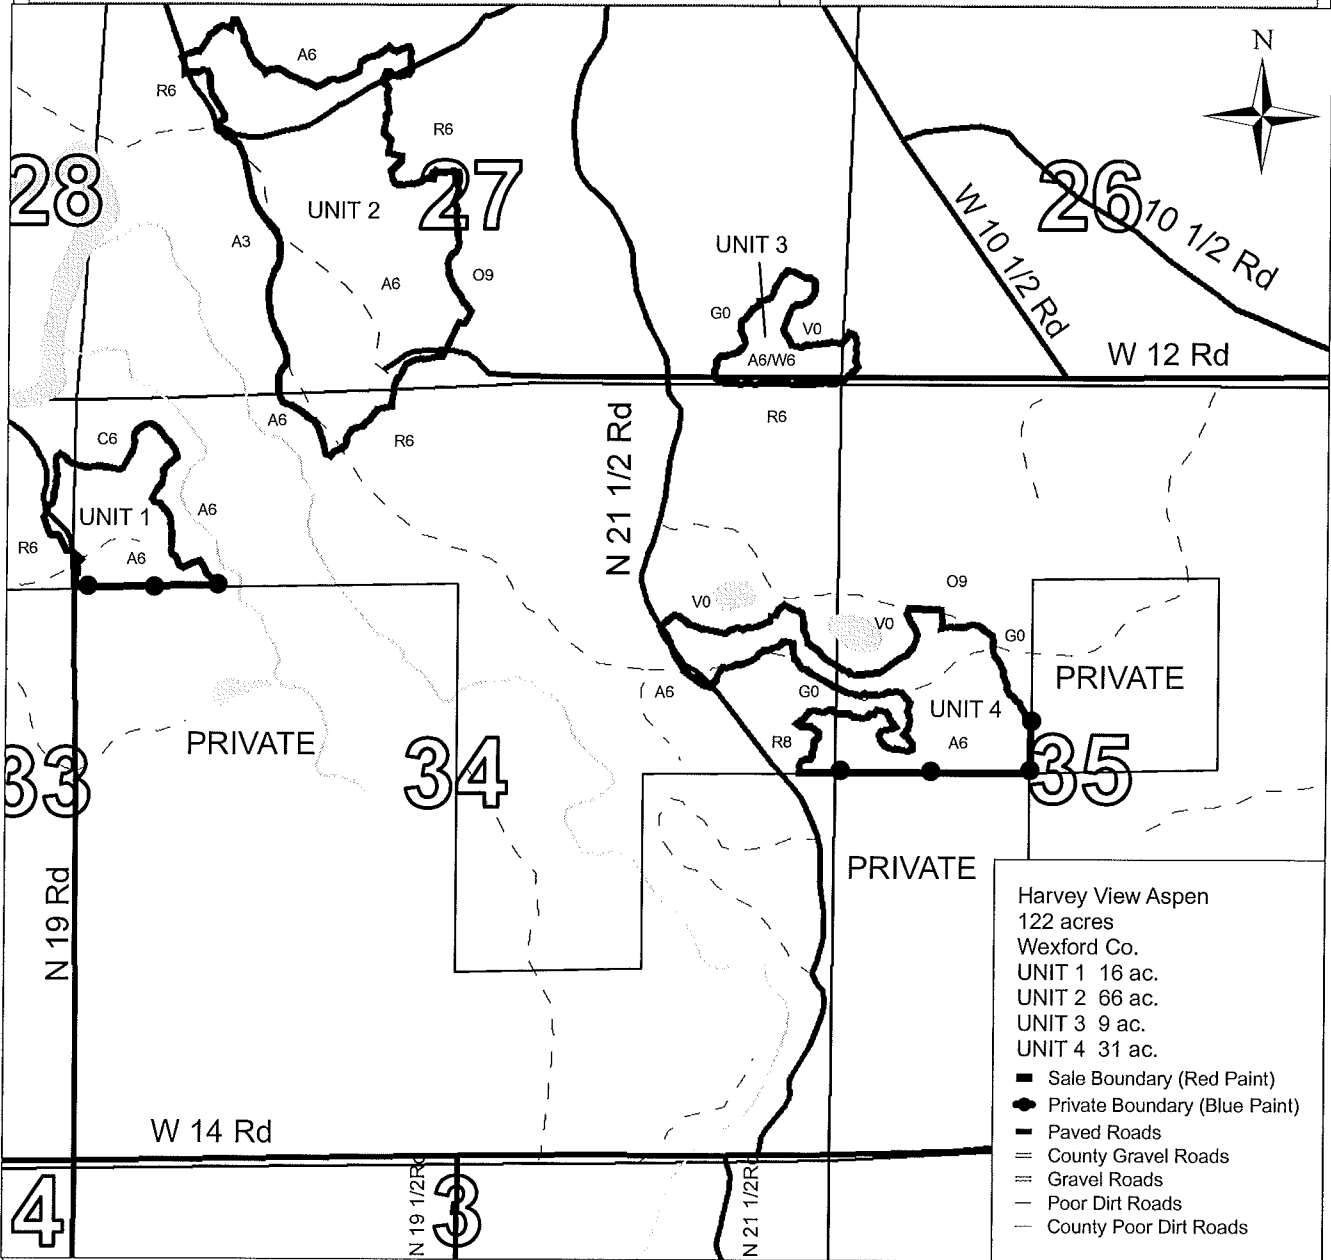 N
A6
R6
R6
28
27
26
UNIT 2
10 1/2 Rd
W 10 1/2 Rd
A3
UNIT 3
A6
O9
G0
V0
A6/W6
W 12 Rd
A6
R6
R6
C6
N 21 1/2 Rd
UNIT 1
A6
R6
A6
O9
V0
V0
G0
A6
G0
PRIVATE
UNIT 4
R8
A6
PRIVATE
33
34
35
PRIVATE
N 19 Rd
W 14 Rd
N 19 1/2Rd
N 21 1/2Rd
4
3
Harvey View Aspen
122 acres
Wexford Co.
UNIT 1 16 ac.
UNIT 2 66 ac.
UNIT 3 9 ac.
UNIT 4 31 ac.
Sale Boundary (Red Paint)
Private Boundary (Blue Paint)
Paved Roads
County Gravel Roads
Gravel Roads
Poor Dirt Roads
County Poor Dirt Roads